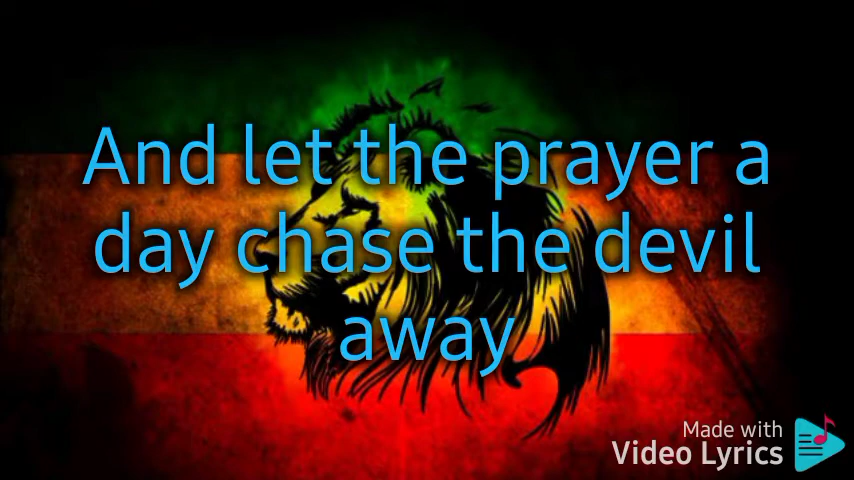 And let the prayer a
day chase the devil
away
Made with
Video Lyrics